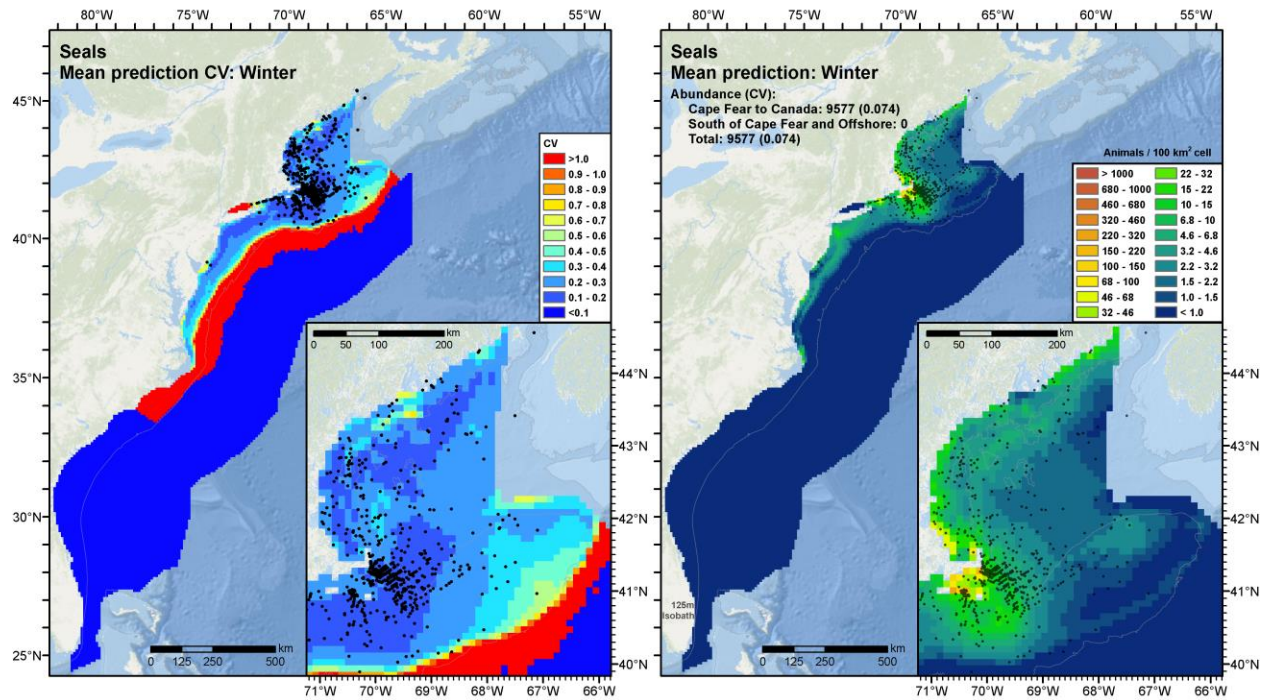 80°W 75°W 70°W 65°W 60°W 55°W
Seals
Mean prediction CV: Winter
45°N
40°N
35°N
30°N
25°N
CV
>1.0
0.9 - 1.0
0.8 - 0.9
0.7 - 0.8
0.6 - 0.7
0.5 - 0.6
0.4 - 0.5
0.3 - 0.4
0.2 - 0.3
0.1 - 0.2
<0.1
km
0 50 100 200
44°N
43°N
42°N
41°N
40°N
km
0 125 250 500
71°W 70°W 69°W 68°W 67°W 66°W
80°W 75°W 70°W 65°W 60°W 55°W
Seals
Mean prediction: Winter
Abundance (CV):
Cape Fear to Canada: 9577 (0.074)
South of Cape Fear and Offshore: 0
Total: 9577 (0.074)
45°N
40°N
35°N
30°N
25°N
Animals / 100 km² cell
> 1000 22 - 32
680 - 1000 15 - 22
460 - 680 10 - 15
320 - 460 6.8 - 10
220 - 320 4.6 - 6.8
150 - 220 3.2 - 4.6
100 - 150 2.2 - 3.2
68 - 100 1.5 - 2.2
46 - 68 1.0 - 1.5
32 - 46 < 1.0
km
0 50 100 200
44°N
43°N
42°N
41°N
40°N
125m
Isobath
km
0 125 250 500
71°W 70°W 69°W 68°W 67°W 66°W